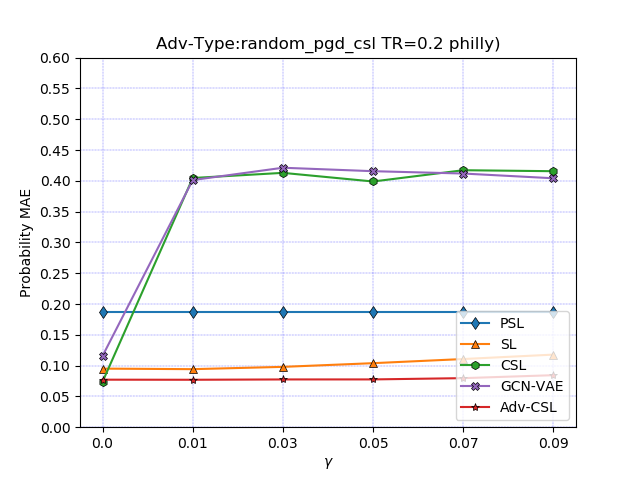 Adv-Type:random_pgd_csl TR=0.2 philly)
0.60
0.55
0.50
0.45
0.40
0.35
0.30
0.25
0.20
0.15
0.10
0.05
0.00
Probability MAE
PSL
SL
CSL
GCN-VAE
Adv-CSL
0.0 0.01 0.03 0.05 0.07 0.09
γ